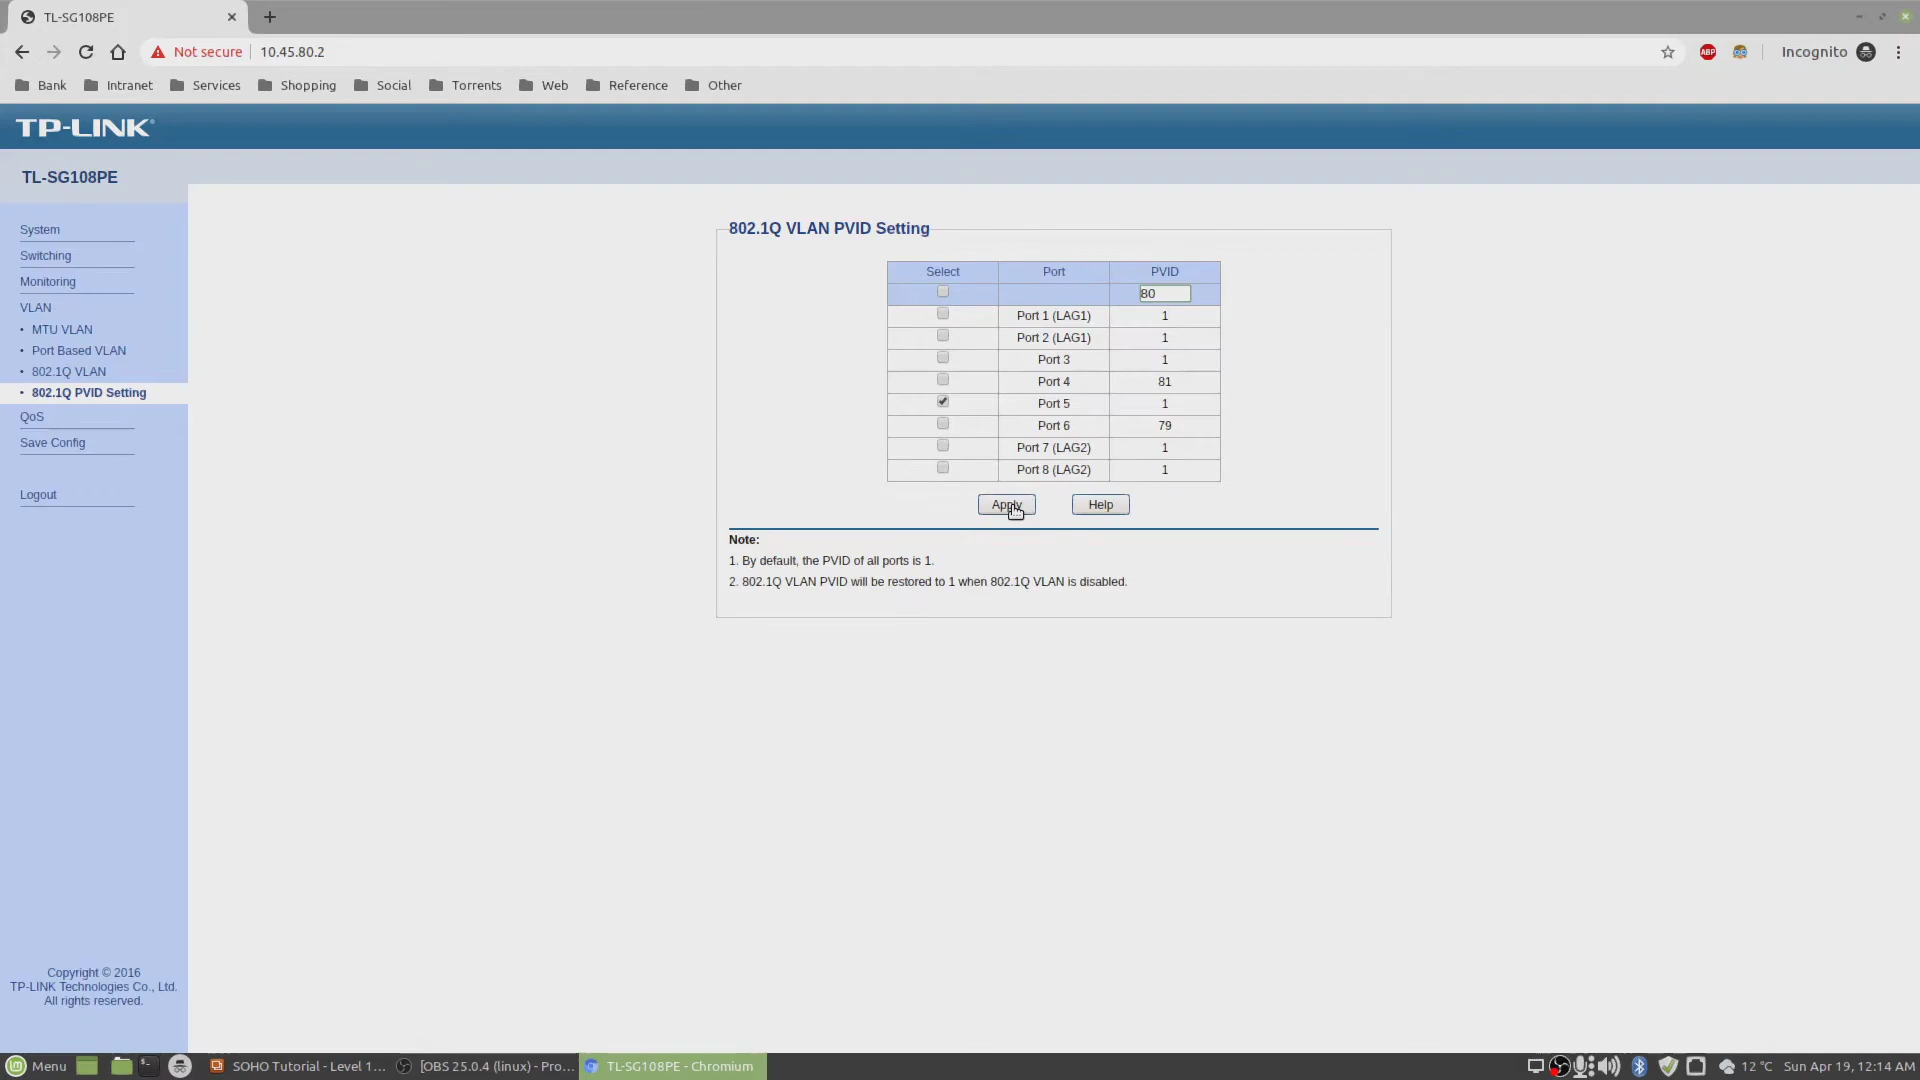 TL-SG108PE
Not secure
10.45.80.2
ABP
Incognito
Bank
Intranet
Services
Shopping
Social
Torrents
Web
Reference
Other
TP-LINK
TL-SG108PE
System
Switching
Monitoring
VLAN
• MTU VLAN
• Port Based VLAN
• 802.1Q VLAN
• 802.1Q PVID Setting
QoS
Save Config
Logout
802.1Q VLAN PVID Setting
Select Port PVID
80
Port 1 (LAG1) 1
Port 2 (LAG1) 1
Port 3 1
Port 4 81
Port 5 1
Port 6 79
Port 7 (LAG2) 1
Port 8 (LAG2) 1
Apply Help
Note:
1. By default, the PVID of all ports is 1.
2. 802.1Q VLAN PVID will be restored to 1 when 802.1Q VLAN is disabled.
Copyright © 2016
TP-LINK Technologies Co., Ltd.
All rights reserved.
Menu
SOHO Tutorial - Level 1...
[OBS 25.0.4 (linux) - Pro...
TL-SG108PE - Chromium
12 °C
Sun Apr 19, 12:14 AM